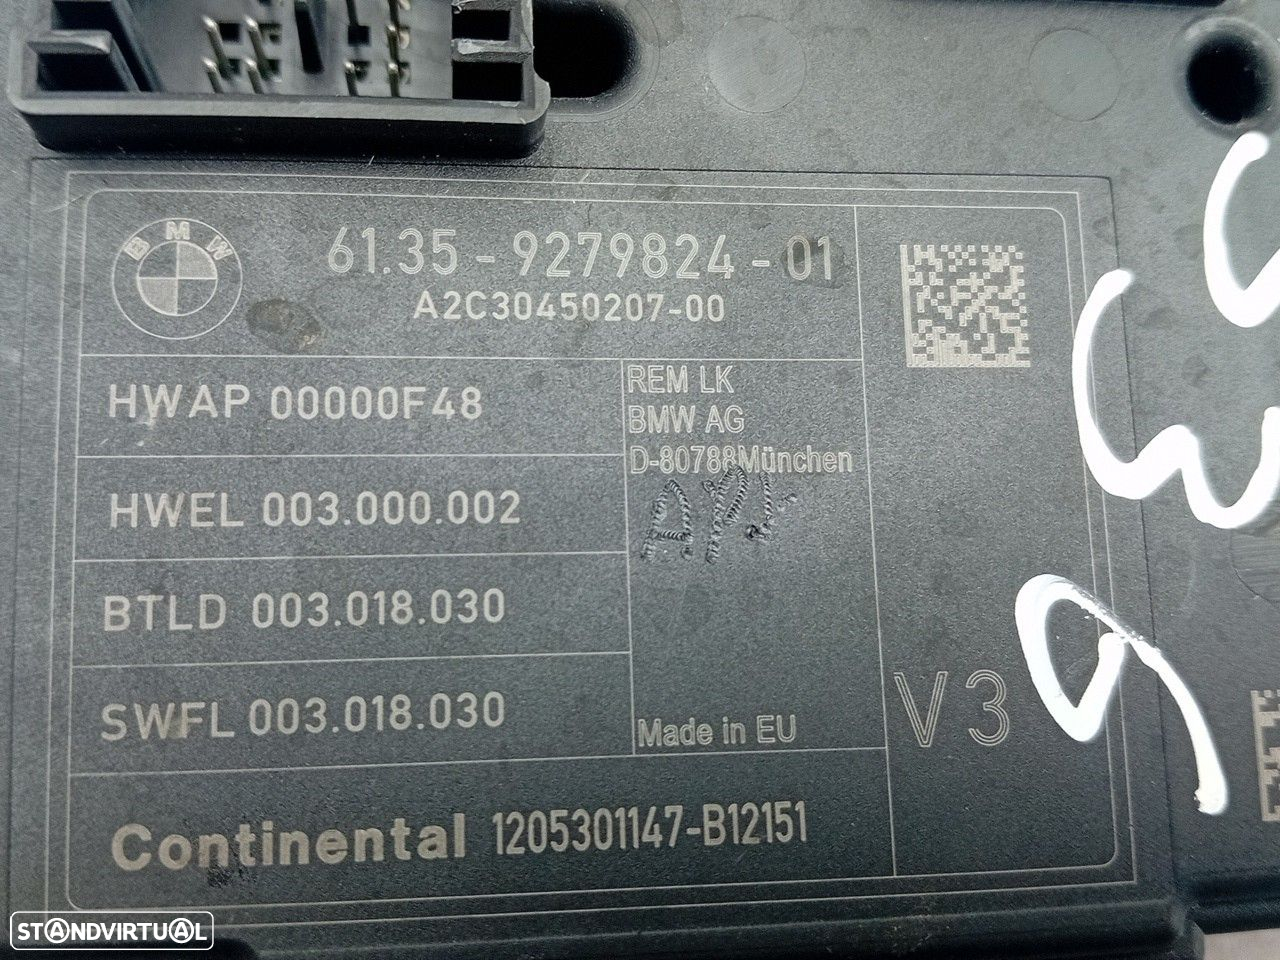 BMW
61.35 - 9279824 - 01
A2C30450207-00
HWAP 00000F48
HWEL 003.000.002
BTLD 003.018.030
SWFL 003.018.030
REM LK
BMW AG
D-80788München
Made in EU
V3
Continental 1205301147-B12151
STANDVIRTUAL